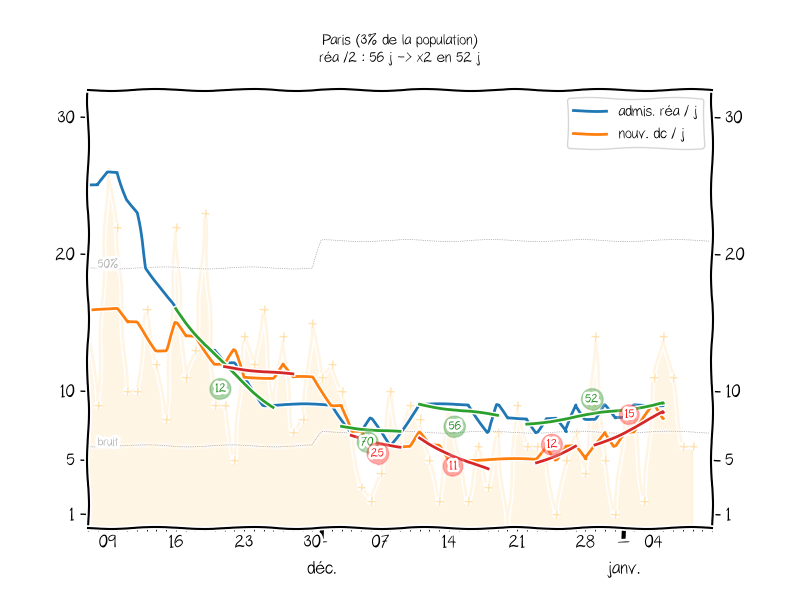 Paris (3% de la population)
réa /2 : 56 j -> x2 en 52 j
admis. réa / j
nouv. dc / j
30
30
20
20
50%
12
10
10
52
15
56
70
25
12
11
bruit
5
5
1
1
09 16 23 30 07 14 21 28 04
déc. janv.